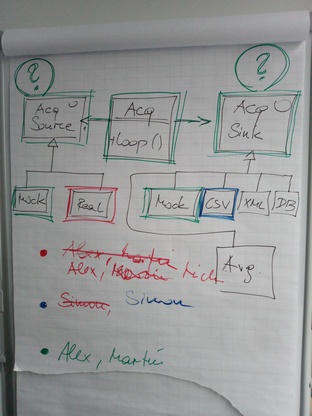 ? ?
Acq Source
Acq
+loop()
Acq Sink
Mock Real Mock CSV XML DB
Avg
Alex, Martin
Alex, Martin, Mich
Simon, Simon
Alex, Martin